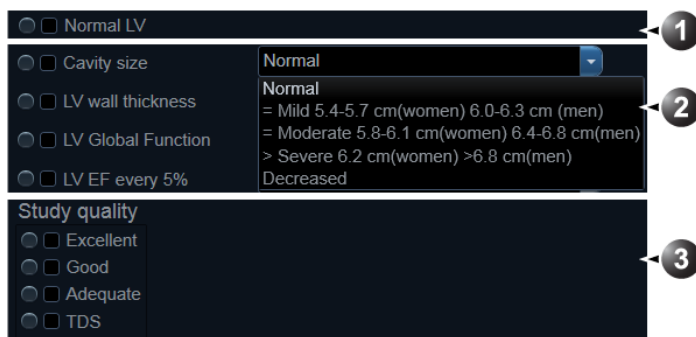 Normal LV
1
Cavity size
Normal
Normal
LV wall thickness
= Mild 5.4-5.7 cm(women) 6.0-6.3 cm (men)
= Moderate 5.8-6.1 cm(women) 6.4-6.8 cm(men)
2
LV Global Function
> Severe 6.2 cm(women) >6.8 cm(men)
LV EF every 5%
Decreased
Study quality
Excellent
Good
3
Adequate
TDS